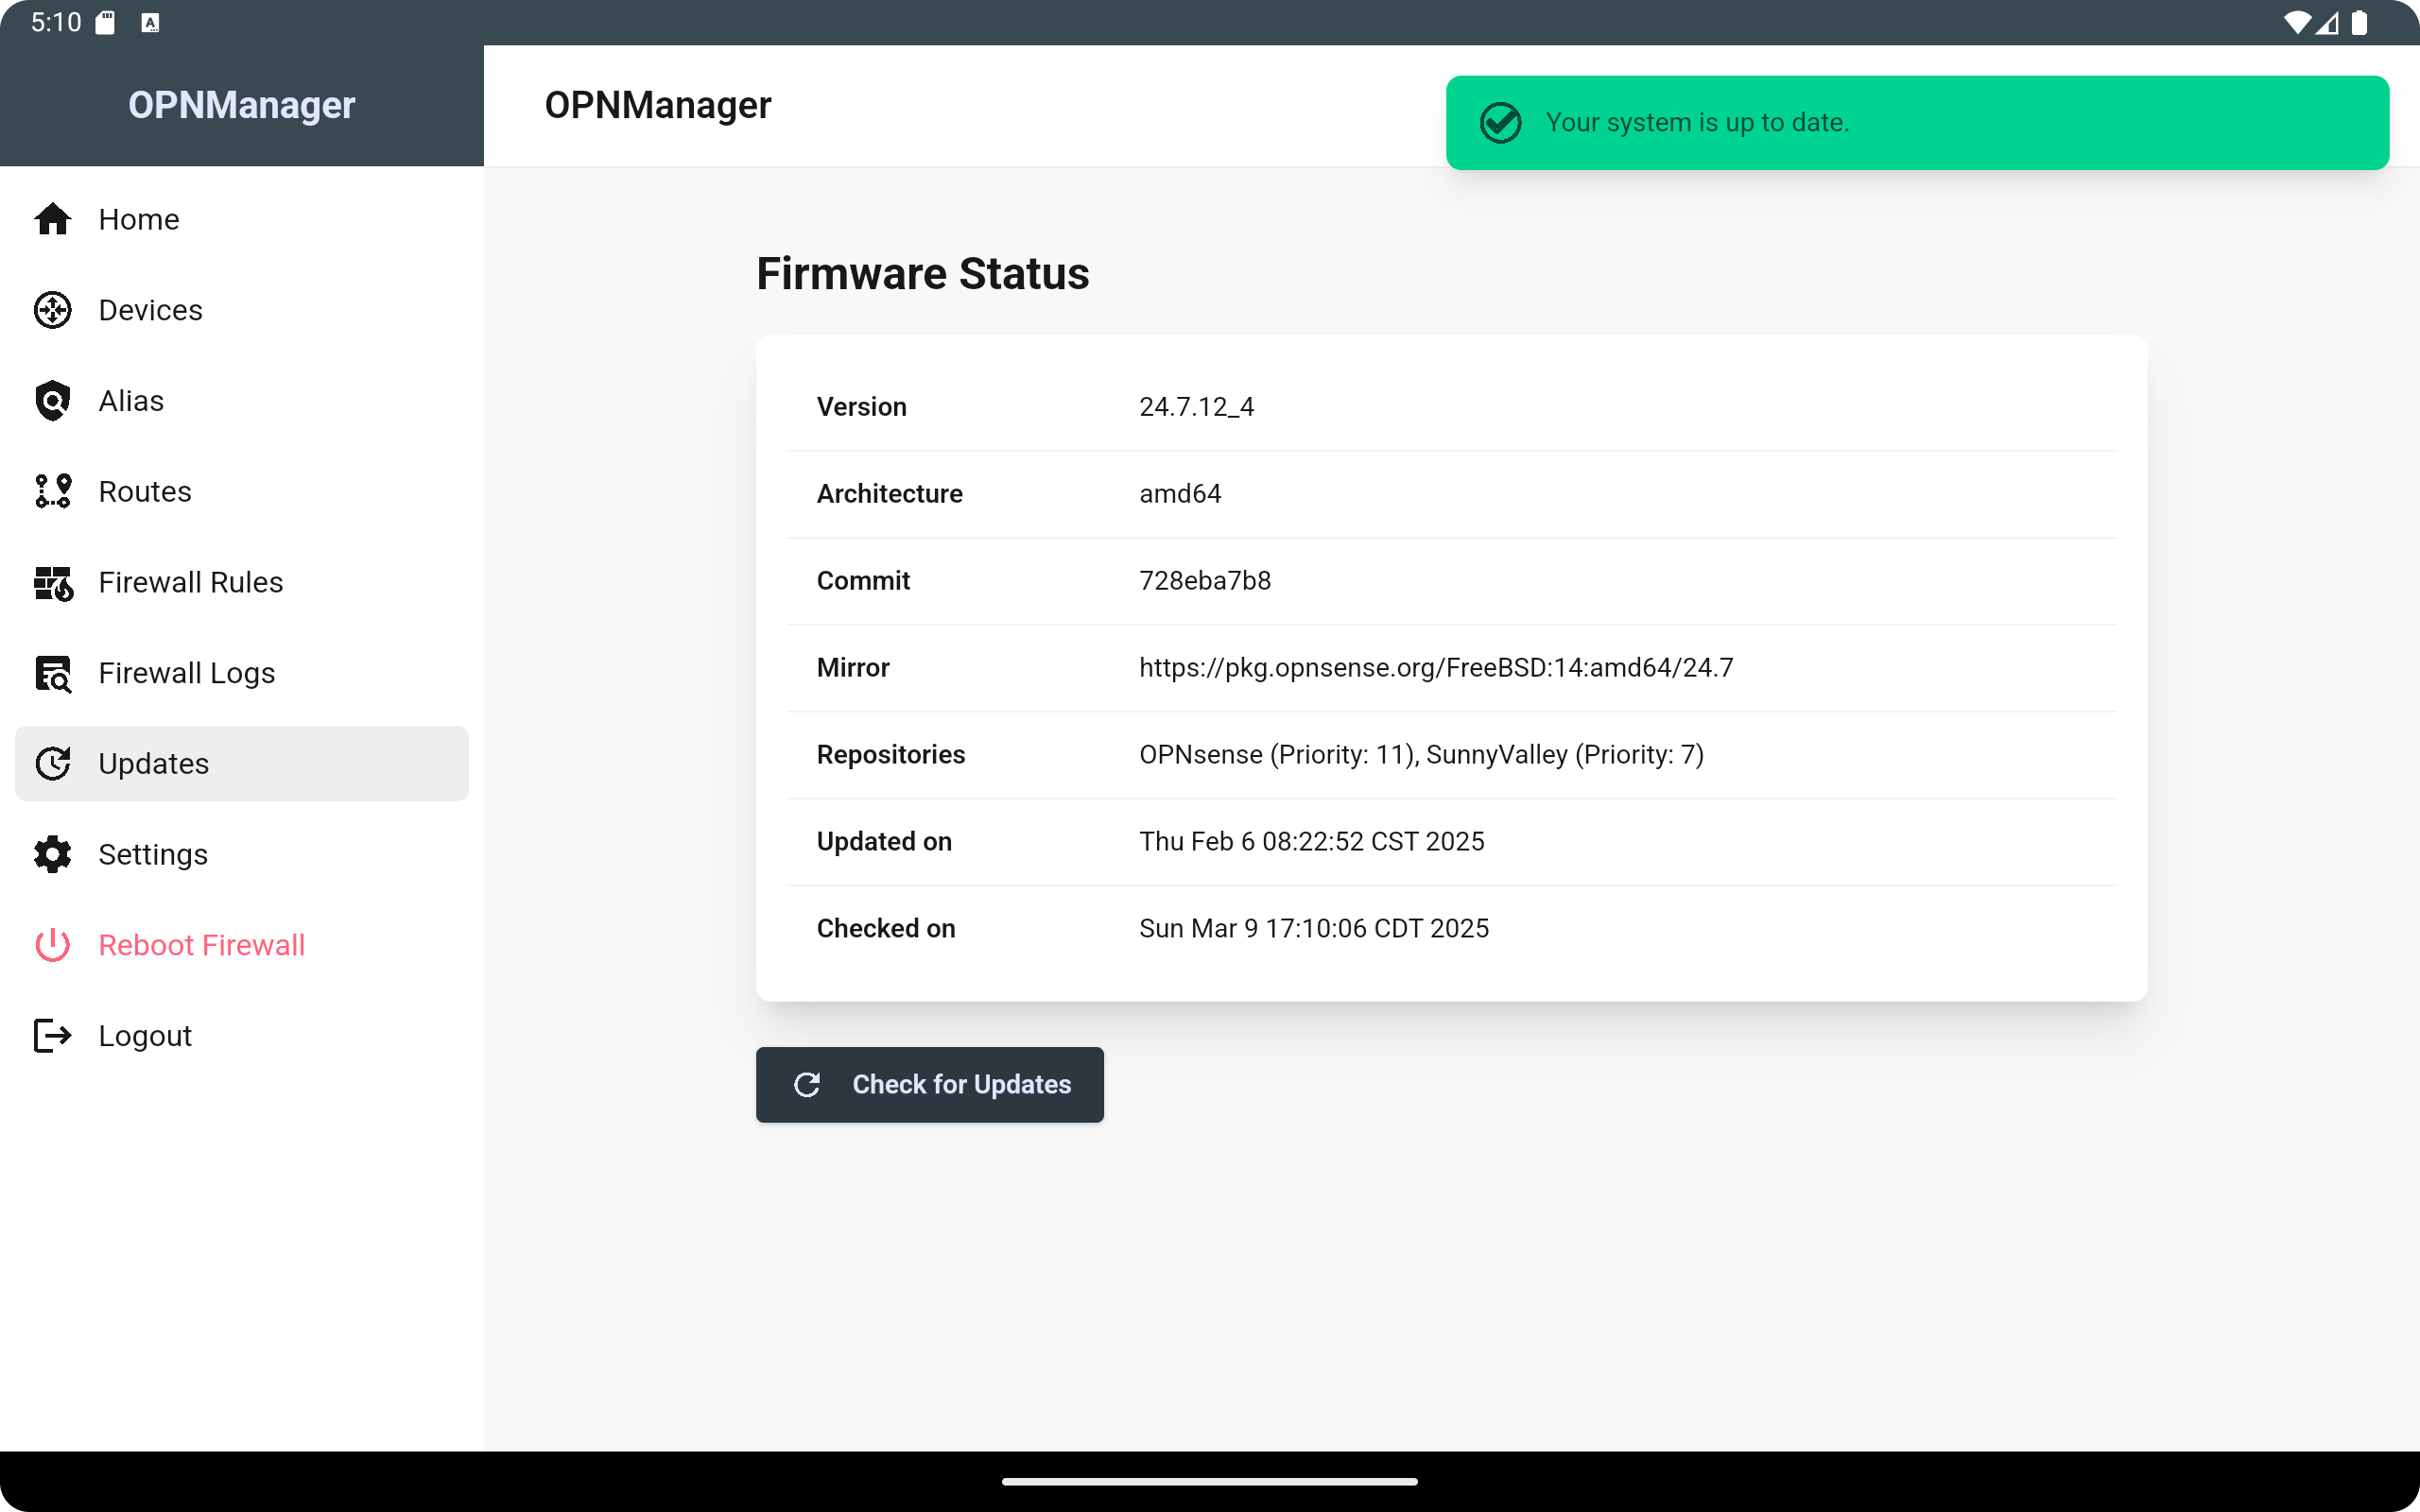 5:10
OPNManager
OPNManager
Your system is up to date.
Home
Devices
Alias
Routes
Firewall Rules
Firewall Logs
Updates
Settings
Reboot Firewall
Logout
Firmware Status
Version 24.7.12_4
Architecture amd64
Commit 728eba7b8
Mirror https://pkg.opnsense.org/FreeBSD:14:amd64/24.7
Repositories OPNsense (Priority: 11), SunnyValley (Priority: 7)
Updated on Thu Feb 6 08:22:52 CST 2025
Checked on Sun Mar 9 17:10:06 CDT 2025
Check for Updates